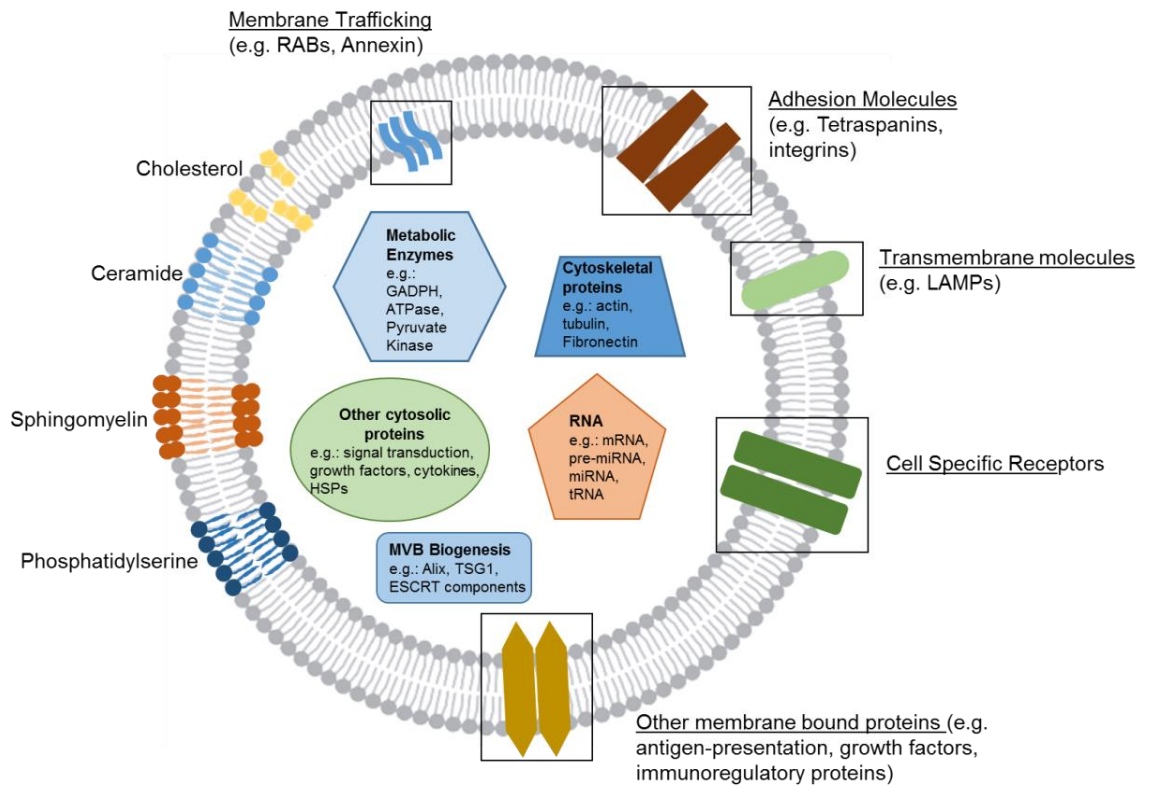 Membrane Trafficking
(e.g. RABs, Annexin)
Adhesion Molecules
(e.g. Tetraspanins,
integrins)
Cholesterol
Ceramide
Sphingomyelin
Phosphatidylserine
Transmembrane molecules
(e.g. LAMPs)
Cell Specific Receptors
Other membrane bound proteins (e.g.
antigen-presentation, growth factors,
immunoregulatory proteins)
Metabolic
Enzymes
e.g.:
GADPH,
ATPase,
Pyruvate
Kinase
Cytoskeletal
proteins
e.g.: actin,
tubulin,
Fibronectin
Other cytosolic
proteins
e.g.: signal transduction,
growth factors, cytokines,
HSPs
RNA
e.g.: mRNA,
pre-miRNA,
miRNA,
tRNA
MVB Biogenesis
e.g.: Alix, TSG1,
ESCRT components